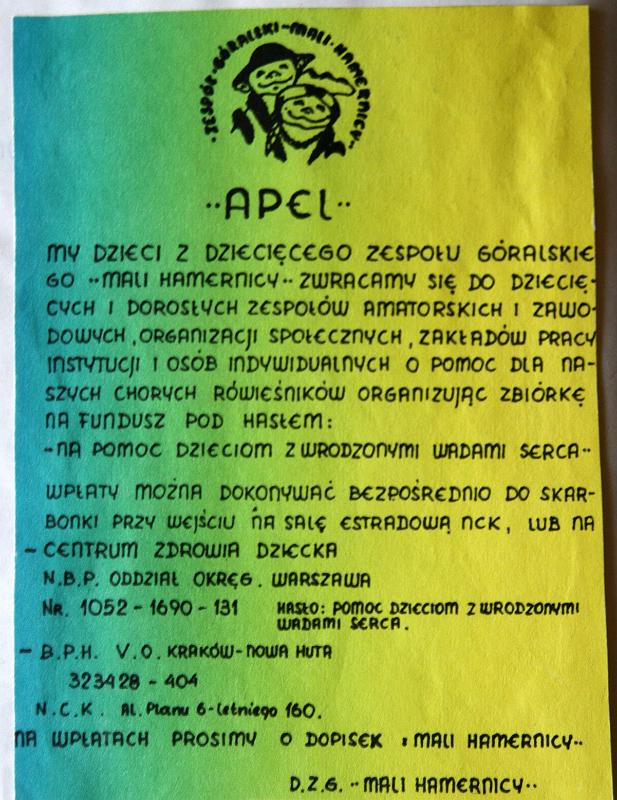 ·ZESPÓŁ·GÓRALSKI-MALI·HAMERNICY··
··APEL··
MY DZIECI Z DZIECIĘCEGO ZESPOŁU GÓRALSKIE
GO ··MALI HAMERNICY·· ZWRACAMY SIĘ DO DZIECIĘ-
CYCH I DOROSŁYCH ZESPOŁÓW AMATORSKICH I ZAWO-
DOWYCH, ORGANIZACJI SPOŁECZNYCH, ZAKŁADÓW PRACY
INSTYTUCJI I OSÓB INDYWIDUALNYCH O POMOC DLA NA-
SZYCH CHORYCH RÓWIEŚNIKÓW ORGANIZUJĄC ZBIÓRKĘ
NA FUNDUSZ POD HASŁEM:
··NA POMOC DZIECIOM Z WRODZONYMI WADAMI SERCA··
WPŁATY MOŻNA DOKONYWAĆ BEZPOŚREDNIO DO SKAR-
BONKI PRZY WEJŚCIU NA SALĘ ESTRADOWĄ NCK, LUB NA
- CENTRUM ZDROWIA DZIECKA
N.B.P. ODDZIAŁ OKRĘG. WARSZAWA
Nr. 1052-1690-131 HASŁO: POMOC DZIECIOM Z WRODZONYMI
WADAMI SERCA.
- B.P.H. V.O. KRAKÓW-NOWA HUTA
323428-404
N.C.K. Al. Planu 6-letniego 160.
NA WPŁATACH PROSIMY O DOPISEK : MALI HAMERNICY··
D.Z.G. ··MALI HAMERNICY··